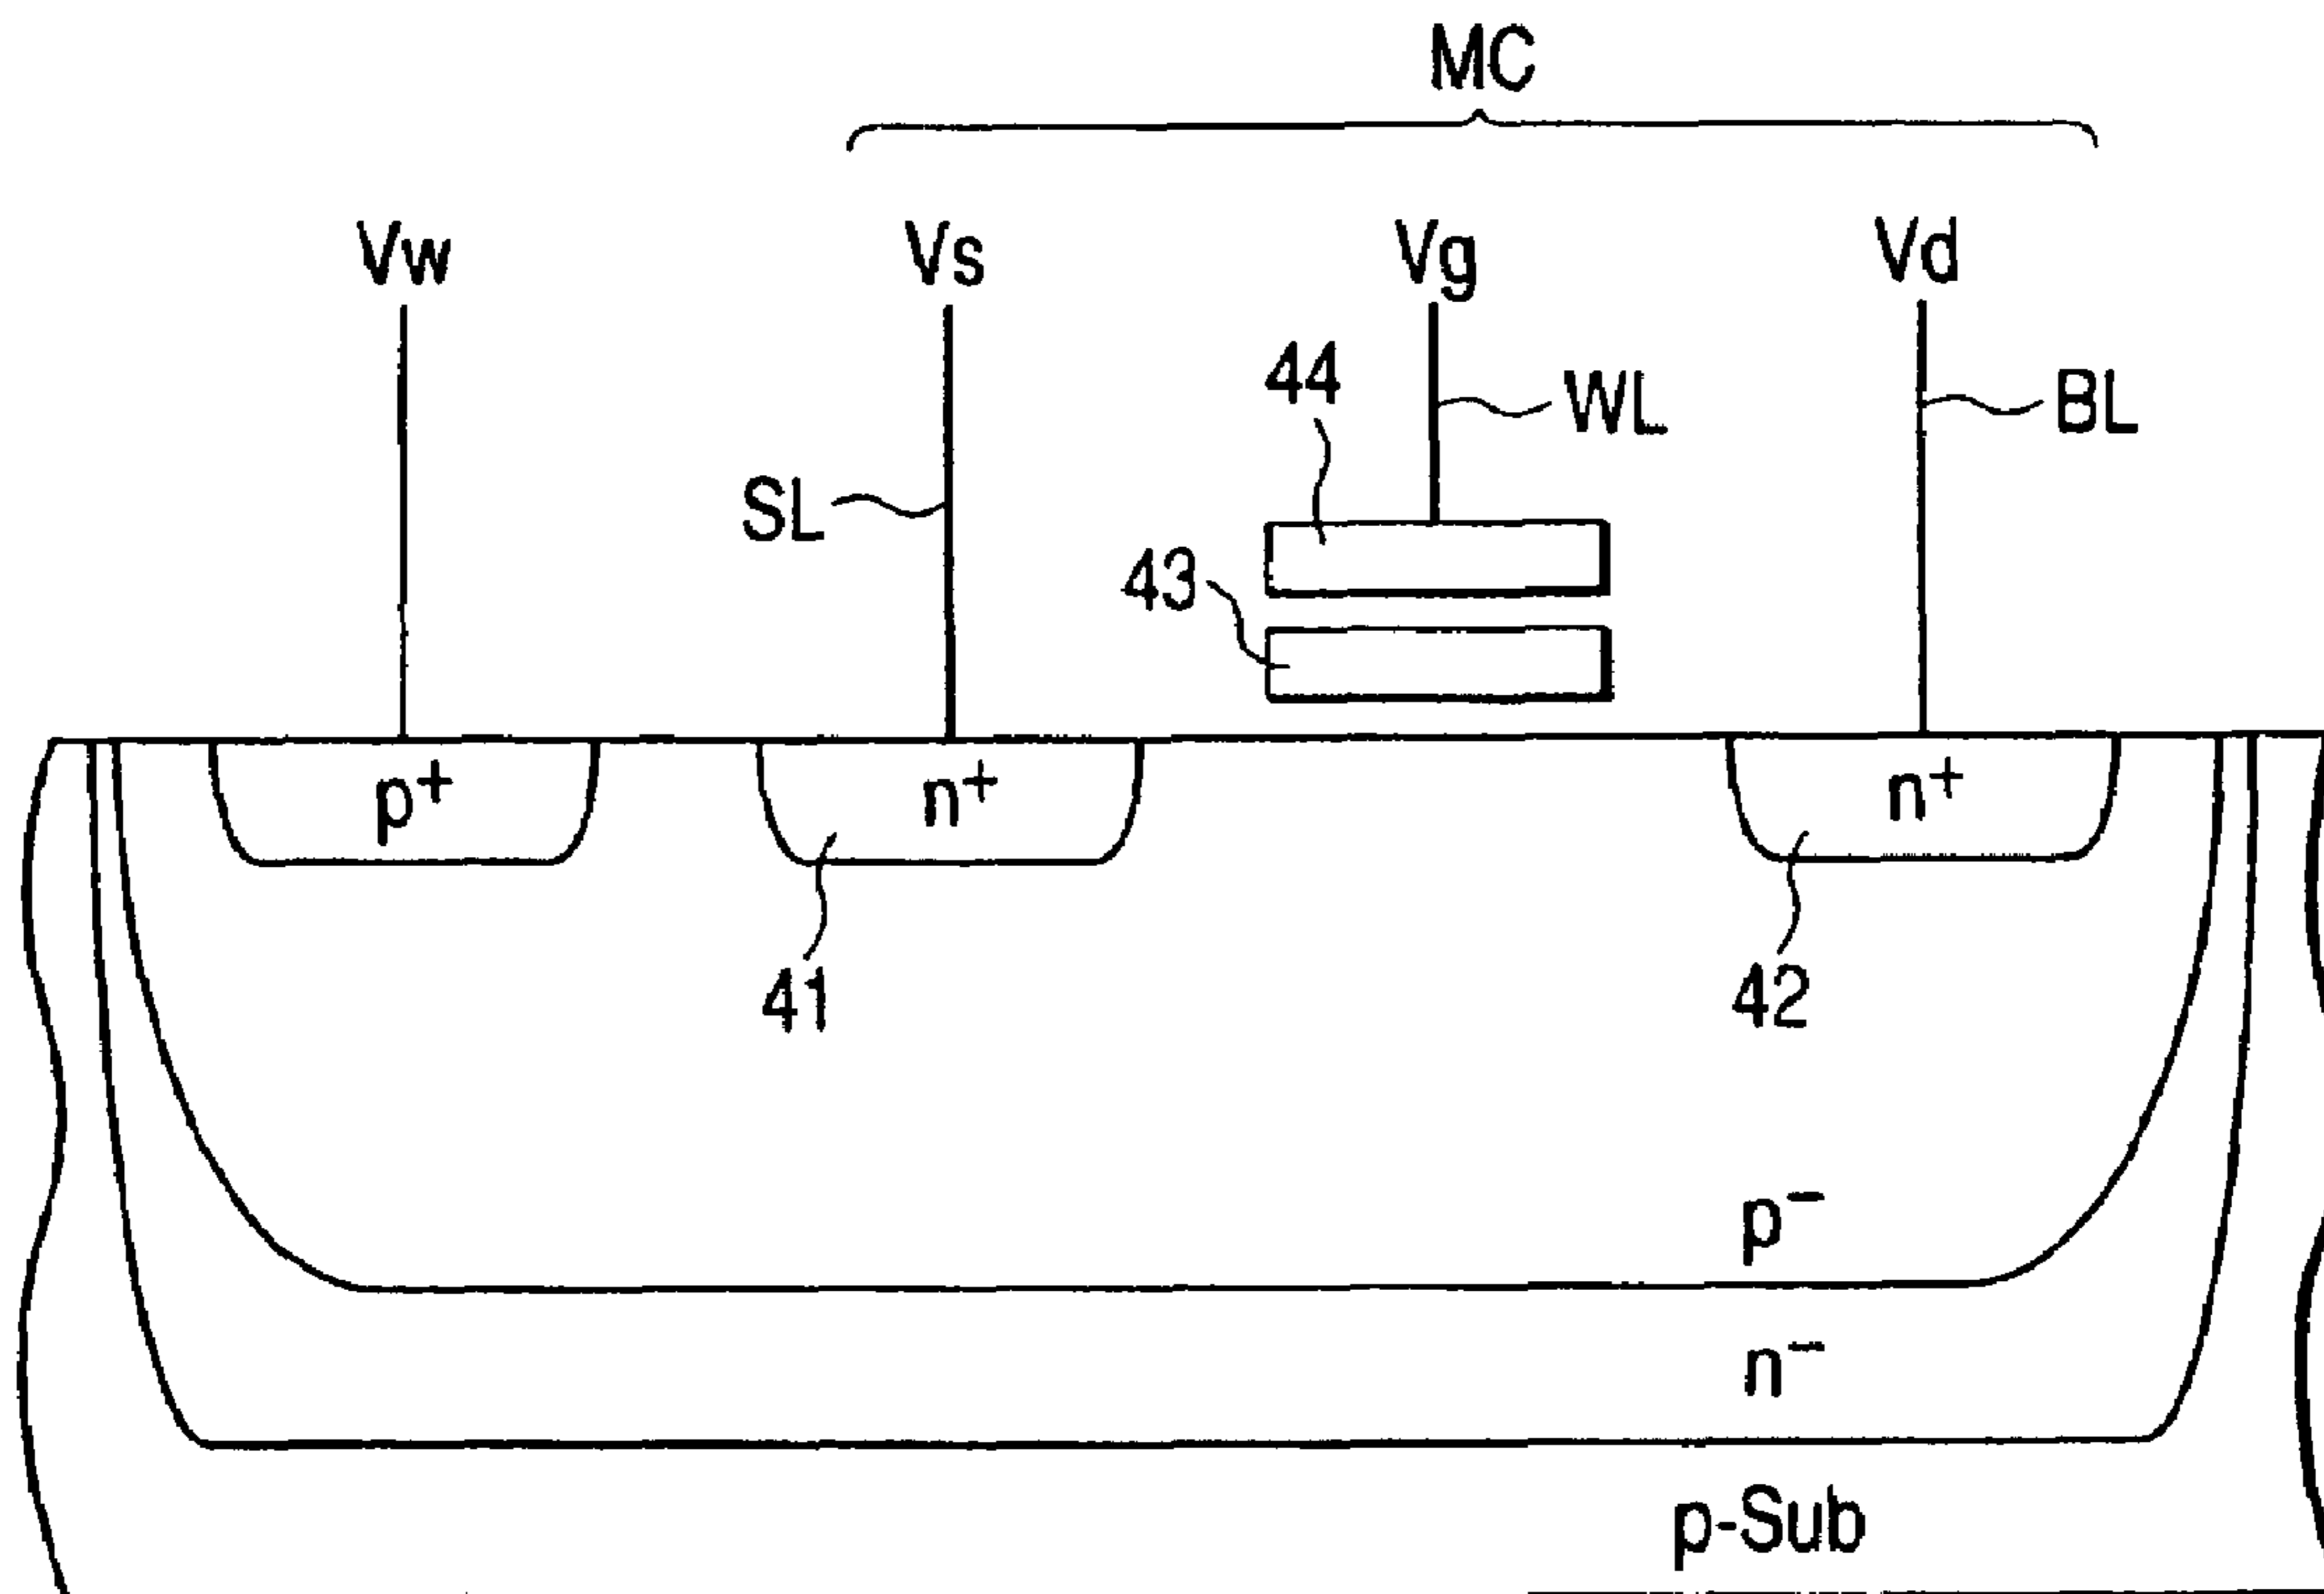 MC
Vw Vs Vg Vd
44 WL BL
SL
43
p+ n+ n+
41 42
p−
n−
p-Sub